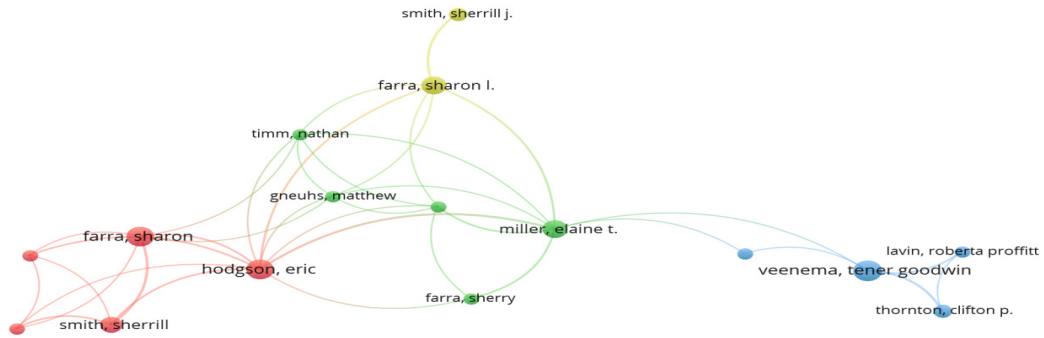 smith, sherrill j.
farra, sharon l.
timm, nathan
gneuhs, matthew
miller, elaine t.
farra, sharon
hodgson, eric
farra, sherry
smith, sherrill
lavin, roberta proffitt
veenema, tener goodwin
thornton, clifton p.